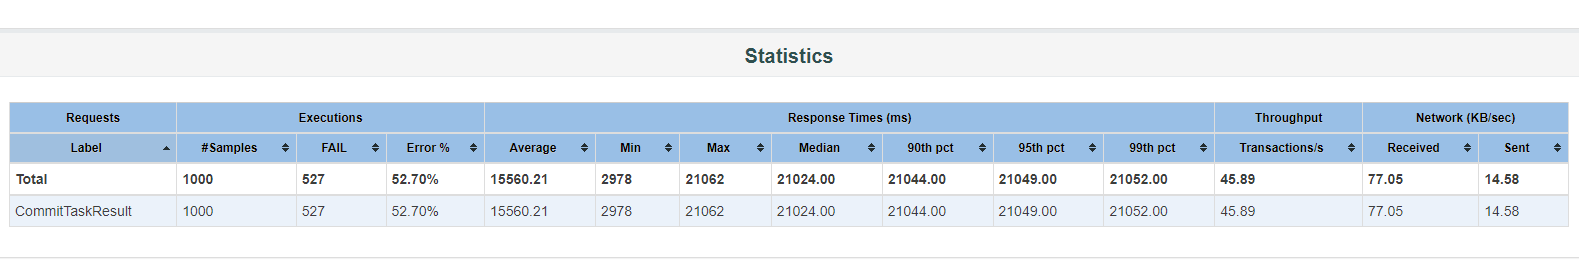 Statistics
Requests Executions Response Times (ms) Throughput Network (KB/sec)
Label #Samples FAIL Error % Average Min Max Median 90th pct 95th pct 99th pct Transactions/s Received Sent
Total 1000 527 52.70% 15560.21 2978 21062 21024.00 21044.00 21049.00 21052.00 45.89 77.05 14.58
CommitTaskResult 1000 527 52.70% 15560.21 2978 21062 21024.00 21044.00 21049.00 21052.00 45.89 77.05 14.58